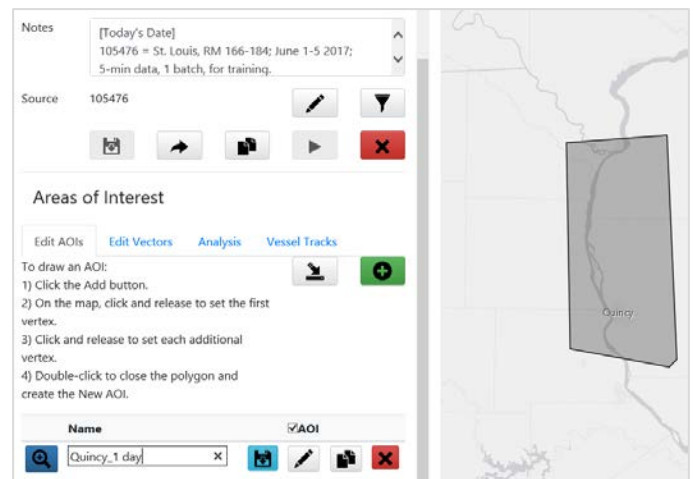 Notes
[Today's Date]
105476 = St. Louis, RM 166-184; June 1-5 2017;
5-min data, 1 batch, for training.
Source 105476
Areas of Interest
Edit AOIs Edit Vectors Analysis Vessel Tracks
To draw an AOI:
1) Click the Add button.
2) On the map, click and release to set the first
vertex.
3) Click and release to set each additional
vertex.
4) Double-click to close the polygon and
create the New AOI.
Name AOI
Quincy_1 day
Quincy